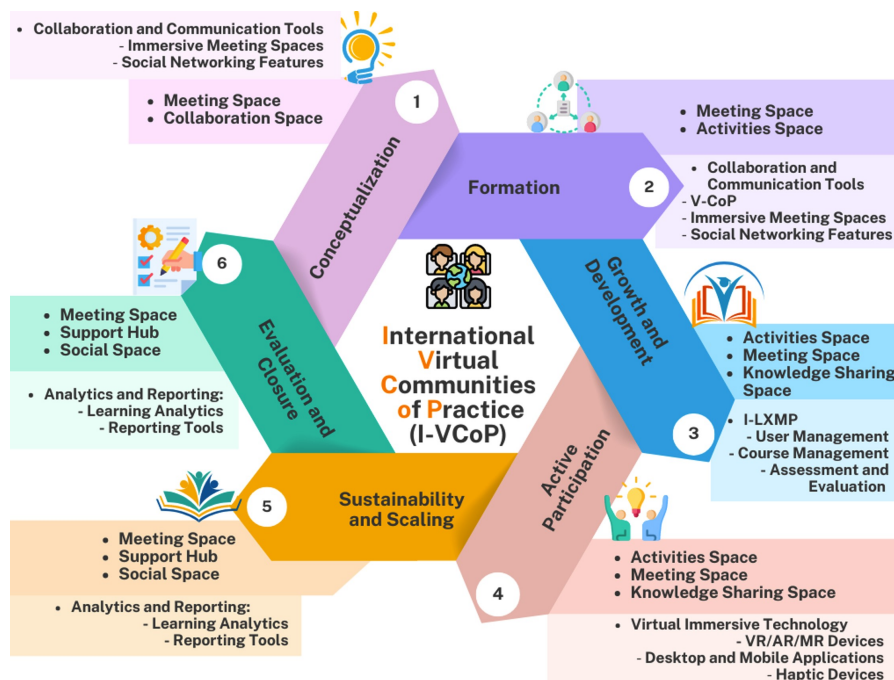 • Collaboration and Communication Tools
- Immersive Meeting Spaces
- Social Networking Features
• Meeting Space
• Collaboration Space
1
Conceptualization
• Meeting Space
• Activities Space
• Collaboration and
Communication Tools
- V-CoP
- Immersive Meeting Spaces
- Social Networking Features
Formation
2
• Activities Space
• Meeting Space
• Knowledge Sharing
Space
• I-LXMP
- User Management
- Course Management
- Assessment and
Evaluation
Growth and
Development
3
Active
Participation
4
• Activities Space
• Meeting Space
• Knowledge Sharing Space
• Virtual Immersive Technology
- VR/AR/MR Devices
- Desktop and Mobile Applications
- Haptic Devices
Sustainability
and Scaling
5
• Meeting Space
• Support Hub
• Social Space
• Analytics and Reporting:
- Learning Analytics
- Reporting Tools
Evaluation and
Closure
6
• Meeting Space
• Support Hub
• Social Space
• Analytics and Reporting:
- Learning Analytics
- Reporting Tools
International
Virtual
Communities
of Practice
(I-VCoP)